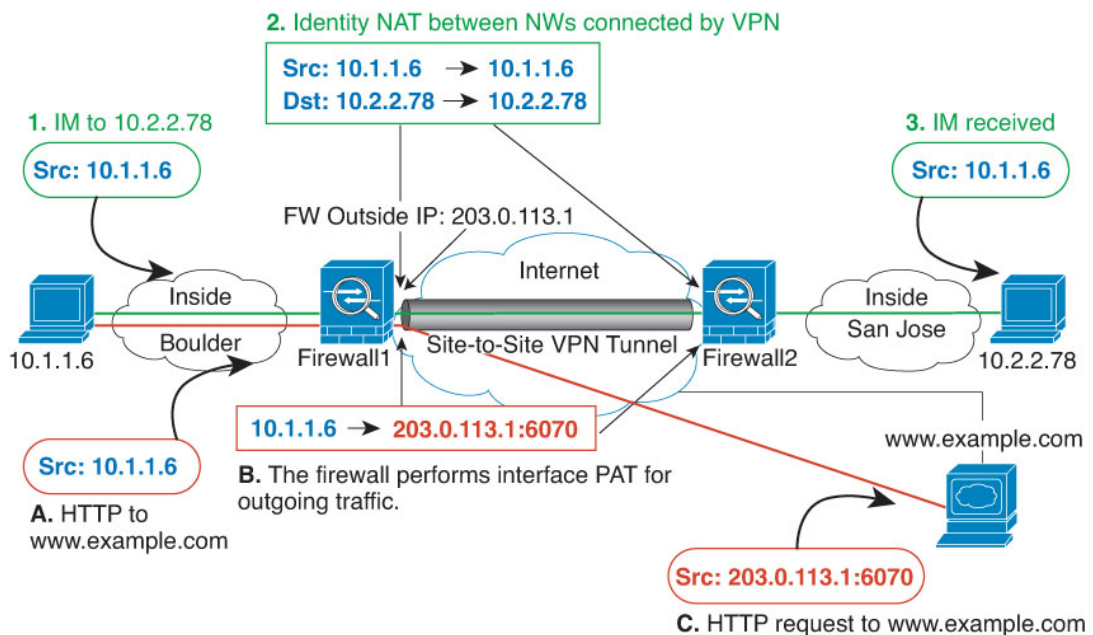 2. Identity NAT between NWs connected by VPN
Src: 10.1.1.6 → 10.1.1.6
Dst: 10.2.2.78 → 10.2.2.78
1. IM to 10.2.2.78
Src: 10.1.1.6
3. IM received
Src: 10.1.1.6
FW Outside IP: 203.0.113.1
Internet
Inside
Boulder
Inside
San Jose
10.1.1.6
Firewall1
Site-to-Site VPN Tunnel
Firewall2
10.2.2.78
10.1.1.6 → 203.0.113.1:6070
B. The firewall performs interface PAT for
outgoing traffic.
Src: 10.1.1.6
A. HTTP to
www.example.com
www.example.com
Src: 203.0.113.1:6070
C. HTTP request to www.example.com